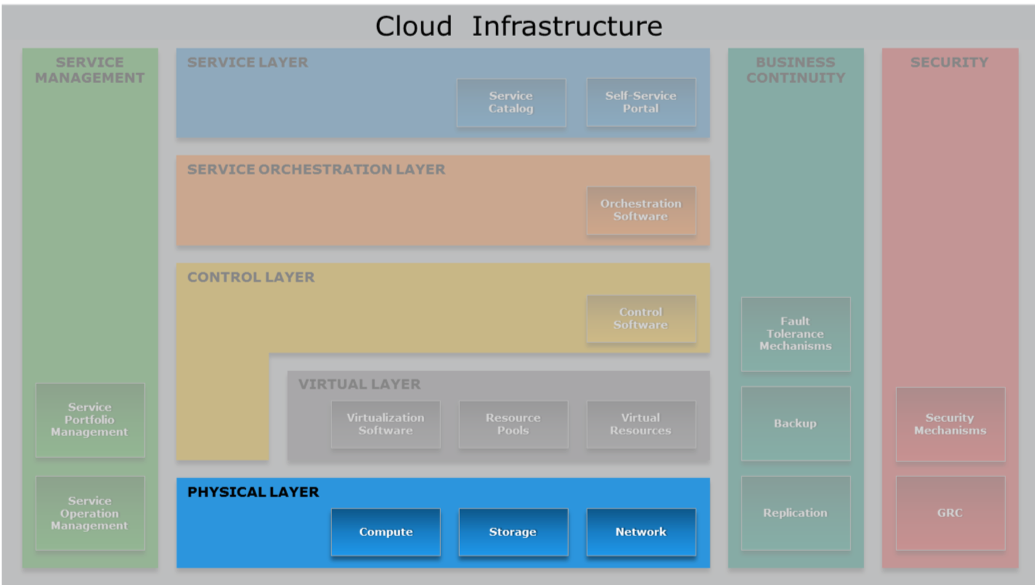 Cloud Infrastructure
SERVICE
MANAGEMENT
Service
Portfolio
Management
Service
Operation
Management
SERVICE LAYER
Service
Catalog
Self-Service
Portal
SERVICE ORCHESTRATION LAYER
Orchestration
Software
CONTROL LAYER
Control
Software
VIRTUAL LAYER
Virtualization
Software
Resource
Pools
Virtual
Resources
PHYSICAL LAYER
Compute
Storage
Network
BUSINESS
CONTINUITY
Fault
Tolerance
Mechanisms
Backup
Replication
SECURITY
Security
Mechanisms
GRC